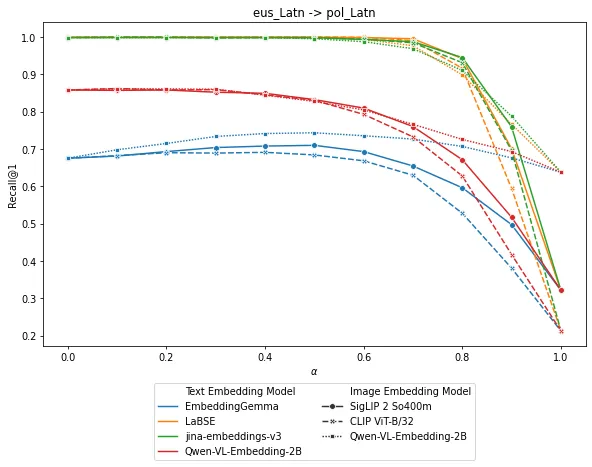 eus_Latn -> pol_Latn
Recall@1
1.0
0.9
0.8
0.7
0.6
0.5
0.4
0.3
0.2
0.0 0.2 0.4 0.6 0.8 1.0
α
Text Embedding Model Image Embedding Model
EmbeddingGemma SigLIP 2 So400m
LaBSE CLIP ViT-B/32
jina-embeddings-v3 Qwen-VL-Embedding-2B
Qwen-VL-Embedding-2B